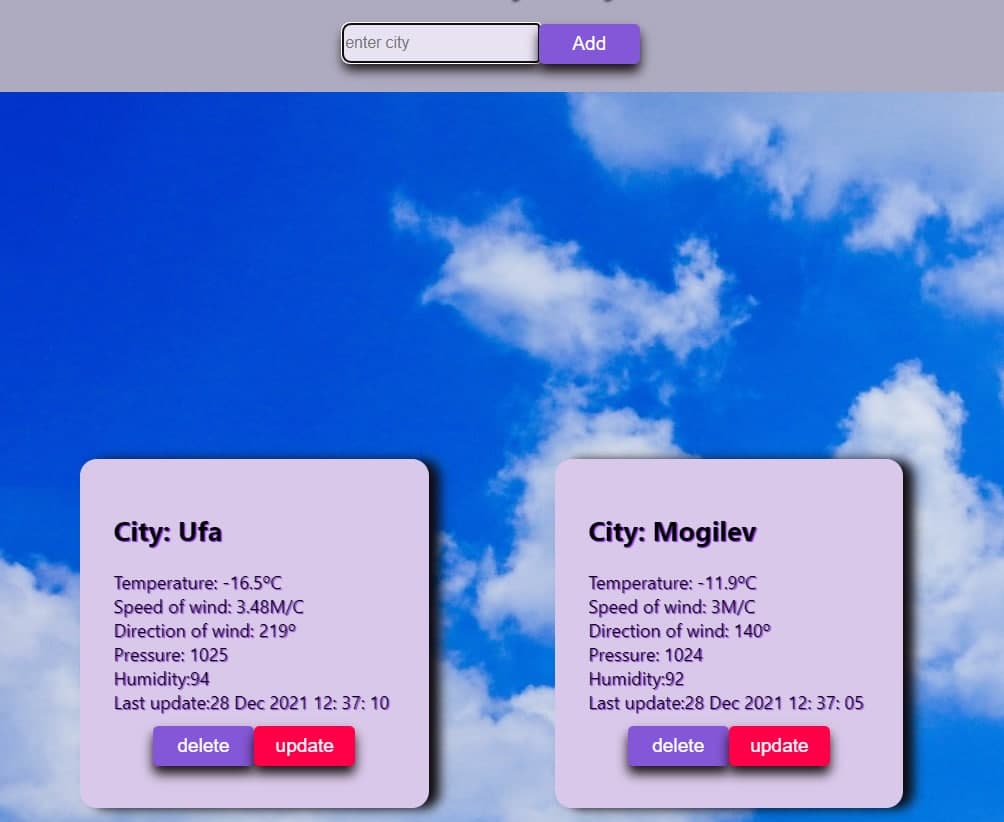 enter city
Add
City: Ufa
Temperature: -16.5ºC
Speed of wind: 3.48M/C
Direction of wind: 219º
Pressure: 1025
Humidity:94
Last update:28 Dec 2021 12: 37: 10
delete
update
City: Mogilev
Temperature: -11.9ºC
Speed of wind: 3M/C
Direction of wind: 140º
Pressure: 1024
Humidity:92
Last update:28 Dec 2021 12: 37: 05
delete
update